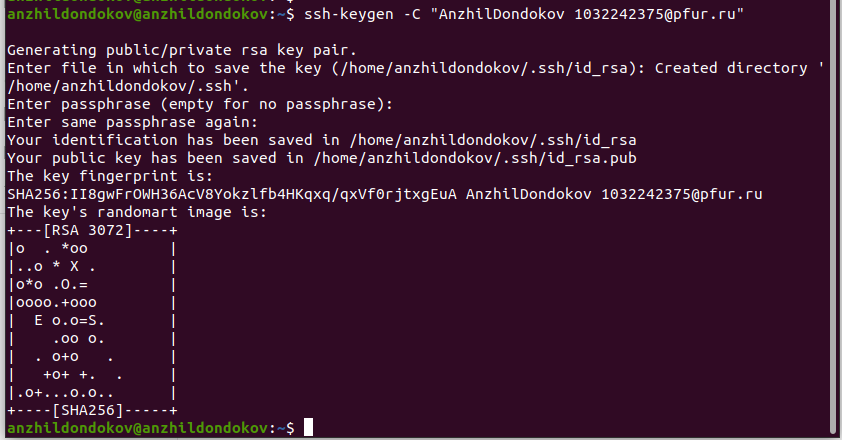 anzhildondokov@anzhildondokov:~$ ssh-keygen -C "AnzhilDondokov 1032242375@pfur.ru"
Generating public/private rsa key pair.
Enter file in which to save the key (/home/anzhildondokov/.ssh/id_rsa): Created directory '
/home/anzhildondokov/.ssh'.
Enter passphrase (empty for no passphrase):
Enter same passphrase again:
Your identification has been saved in /home/anzhildondokov/.ssh/id_rsa
Your public key has been saved in /home/anzhildondokov/.ssh/id_rsa.pub
The key fingerprint is:
SHA256:II8gwFrOWH36AcV8Yokzlfb4HKqxq/qxVf0rjtxgEuA AnzhilDondokov 1032242375@pfur.ru
The key's randomart image is:
+---[RSA 3072]----+
|o  . *oo         |
|..o * X .        |
|o*o .O.=         |
|oooo.+ooo        |
|   E o.o=S.      |
|     .oo o.      |
|  . o+o   .      |
|   +o+ +.  .     |
|.o+...o.o..      |
+----[SHA256]-----+
anzhildondokov@anzhildondokov:~$